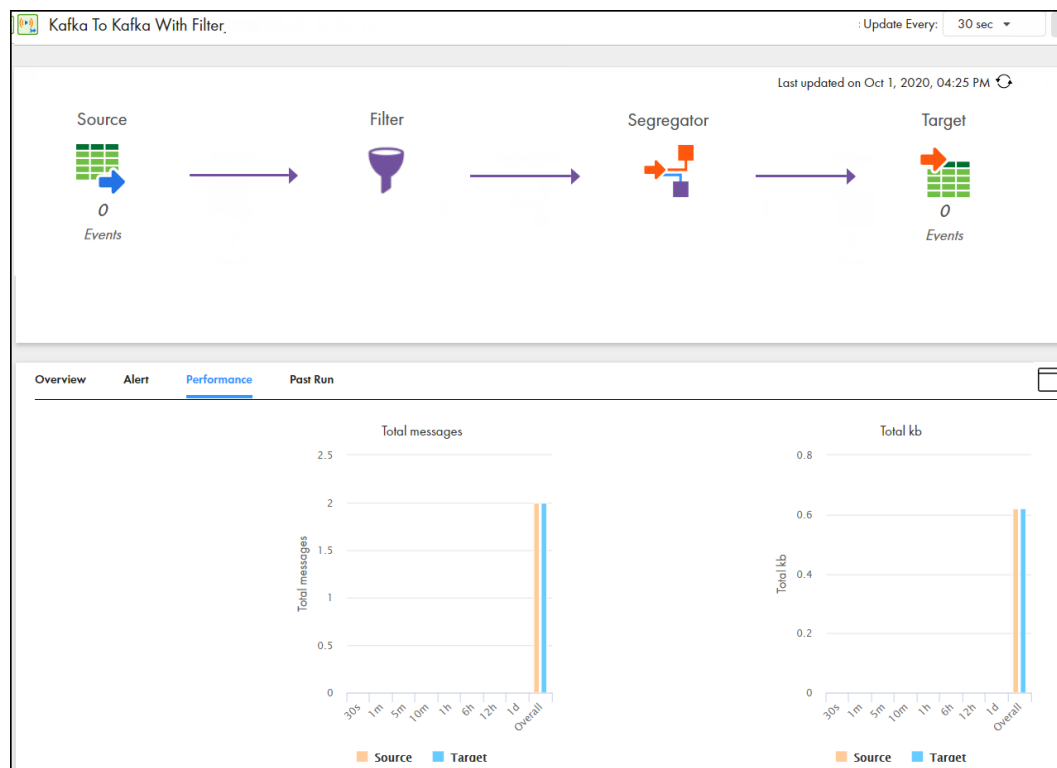 Kafka To Kafka With Filter
: Update Every: 30 sec
Last updated on Oct 1, 2020, 04:25 PM
Source Filter Segregator Target
0 0
Events Events
Overview Alert Performance Past Run
Total messages
2.5
2
1.5
1
0.5
0
Total messages
30s 1m 5m 10m 1h 6h 12h 1d Overall
Source Target
Total kb
0.8
0.6
0.4
0.2
0
Total kb
30s 1m 5m 10m 1h 6h 12h 1d Overall
Source Target